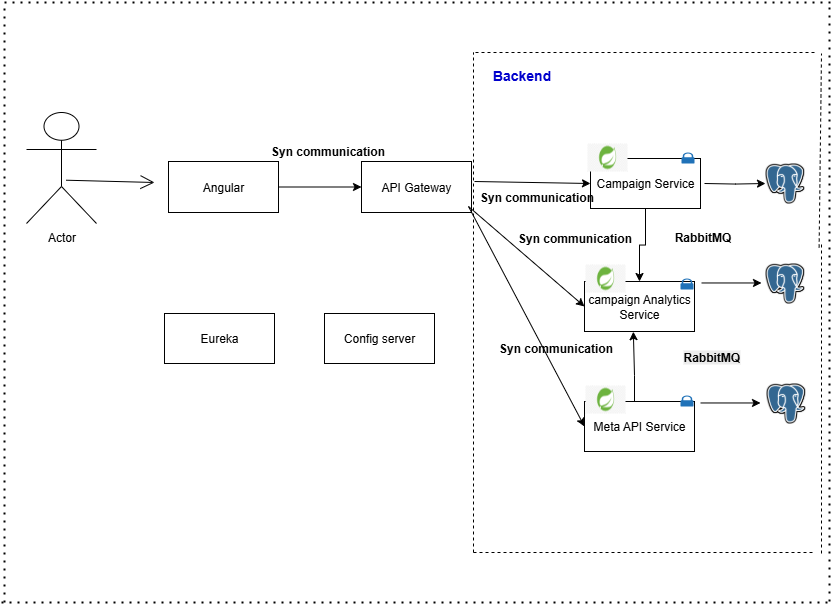 Backend
Syn communication
Angular
API Gateway
Campaign Service
Syn communication
Actor
Syn communication
RabbitMQ
campaign Analytics
Service
Eureka
Config server
Syn communication
RabbitMQ
Meta API Service